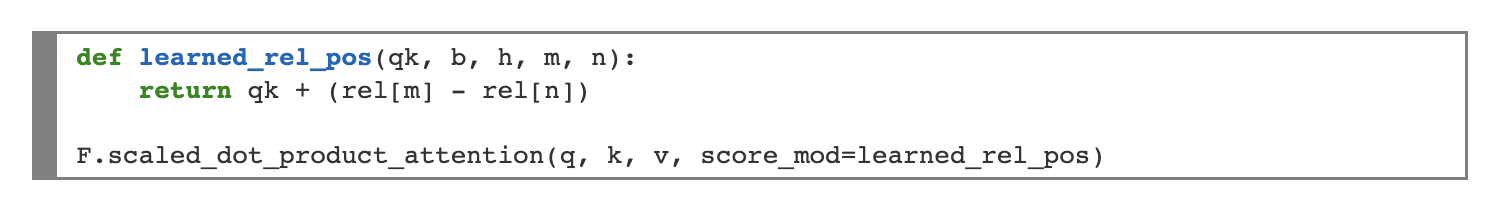 def learned_rel_pos(qk, b, h, m, n):
    return qk + (rel[m] - rel[n])
F.scaled_dot_product_attention(q, k, v, score_mod=learned_rel_pos)